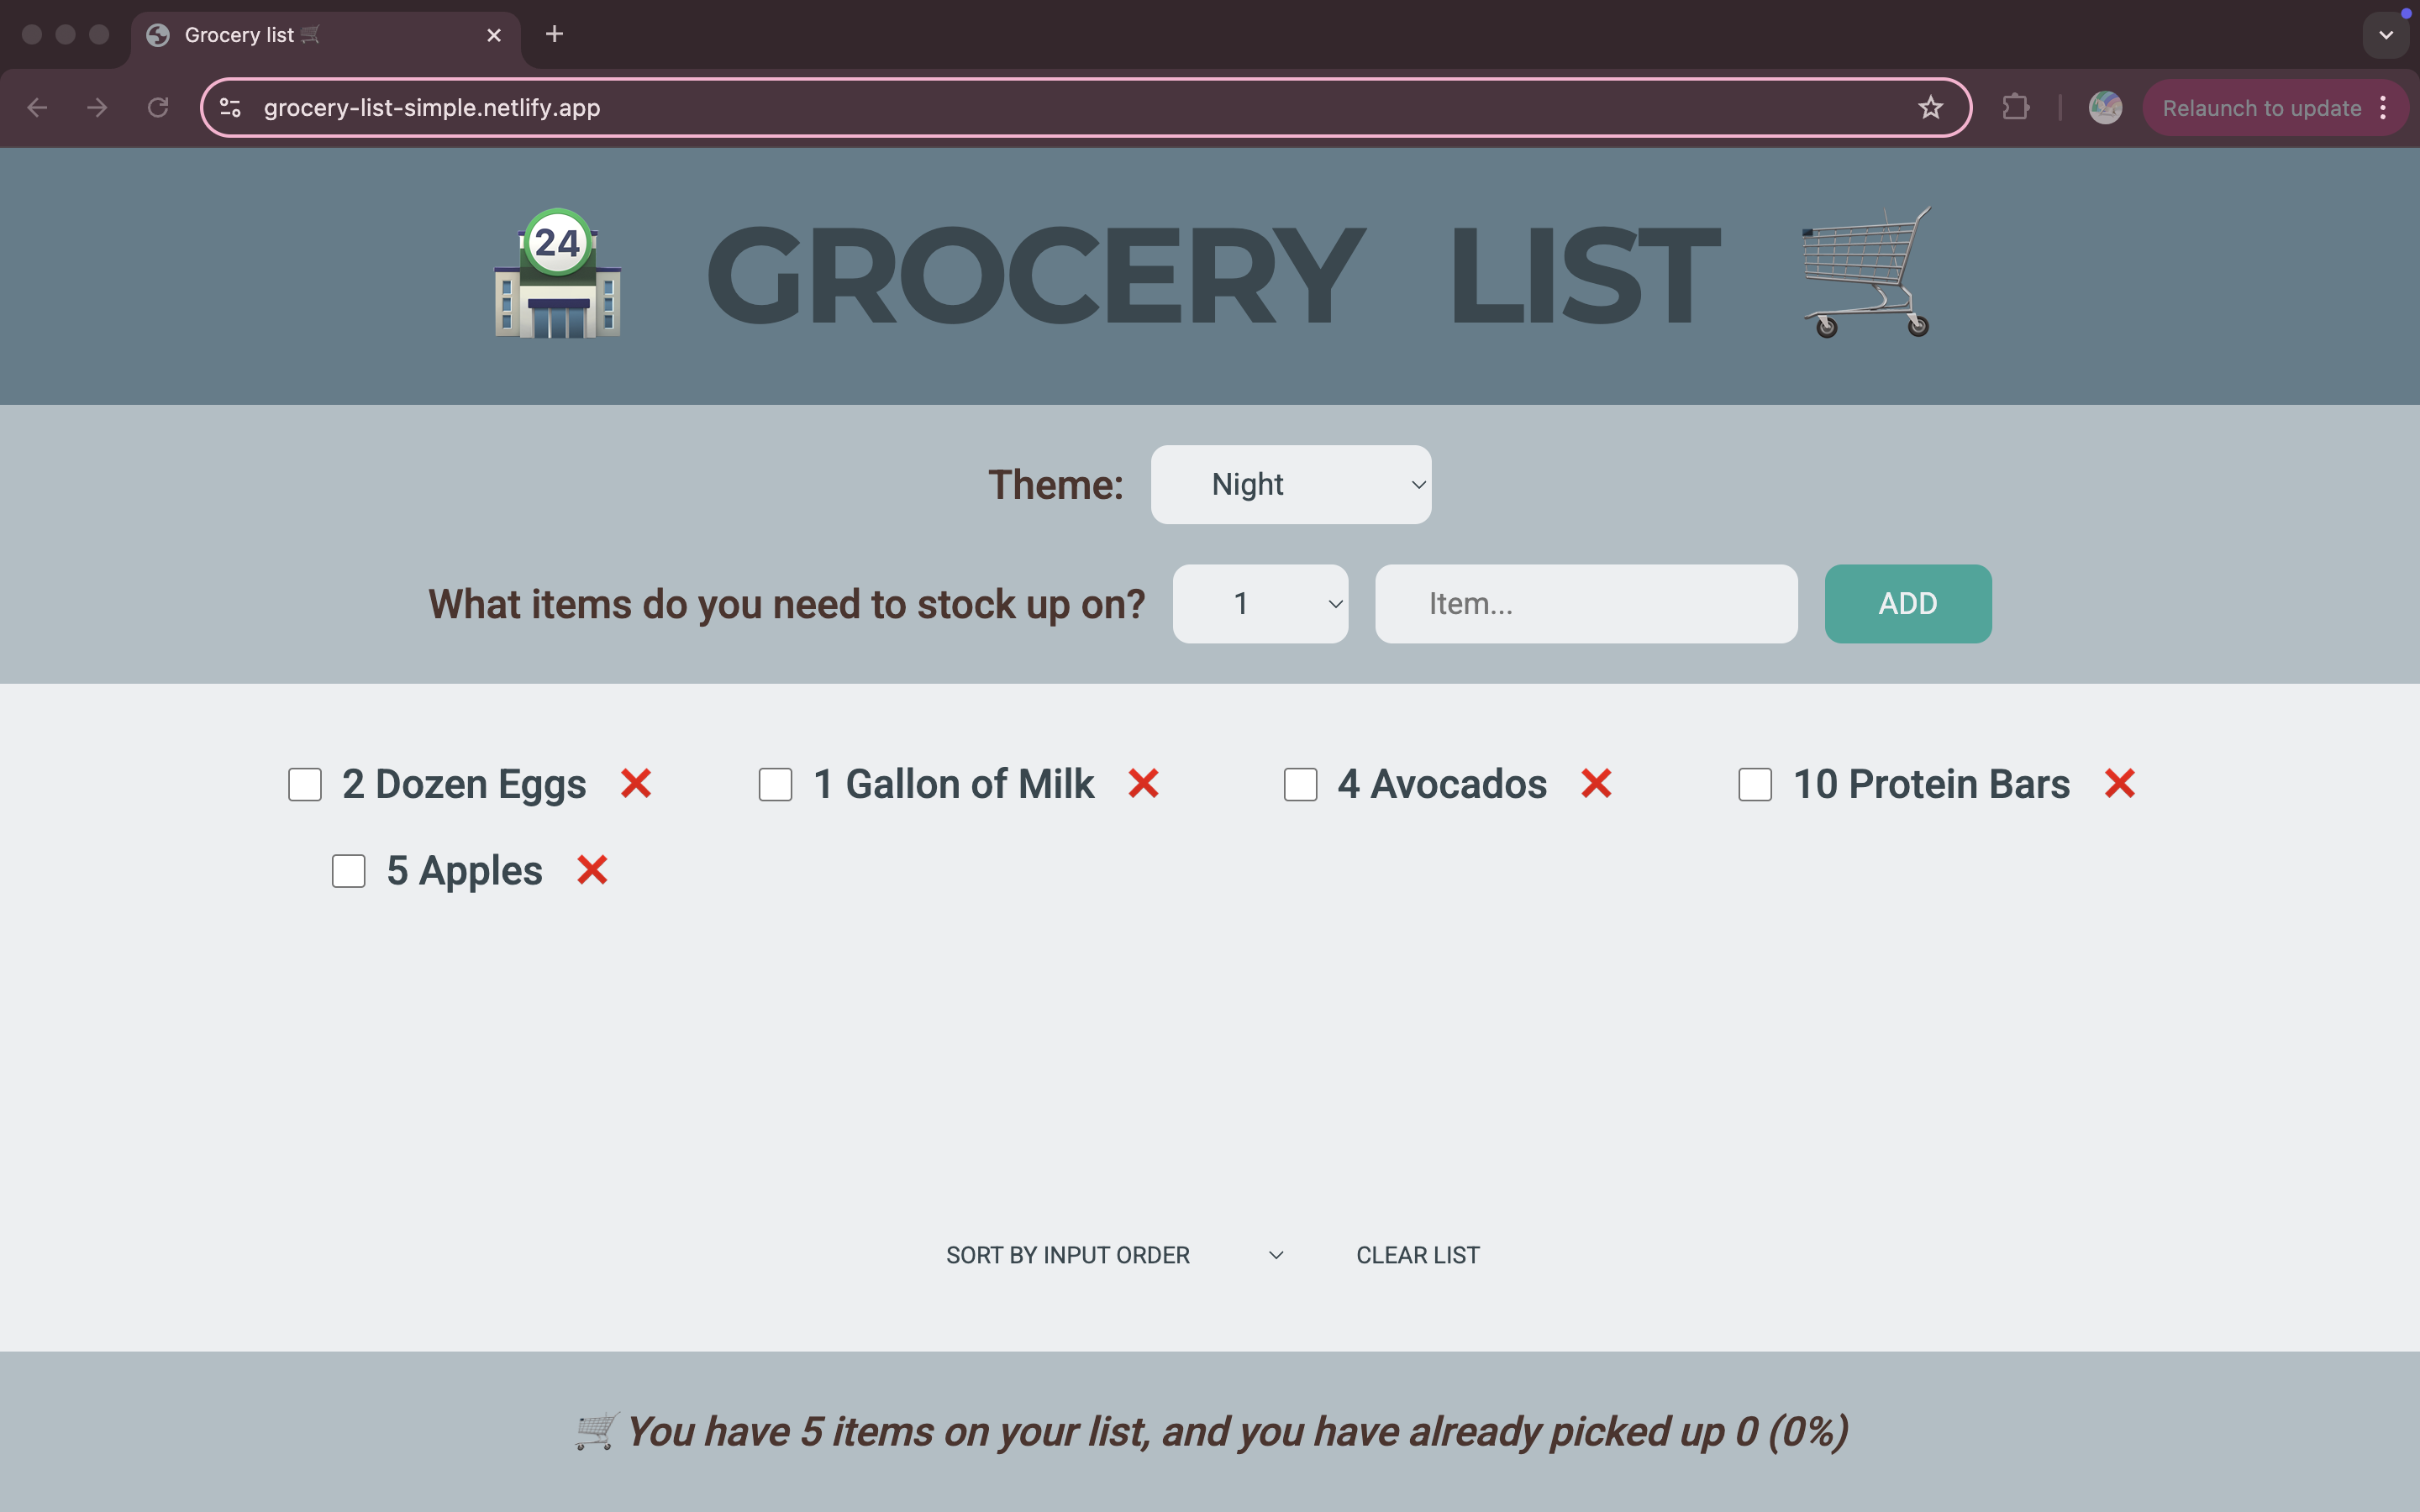 Grocery list
grocery-list-simple.netlify.app
Relaunch to update
24
GROCERY LIST
Theme: Night
What items do you need to stock up on? 1 Item... ADD
2 Dozen Eggs 1 Gallon of Milk 4 Avocados 10 Protein Bars
5 Apples
SORT BY INPUT ORDER CLEAR LIST
You have 5 items on your list, and you have already picked up 0 (0%)